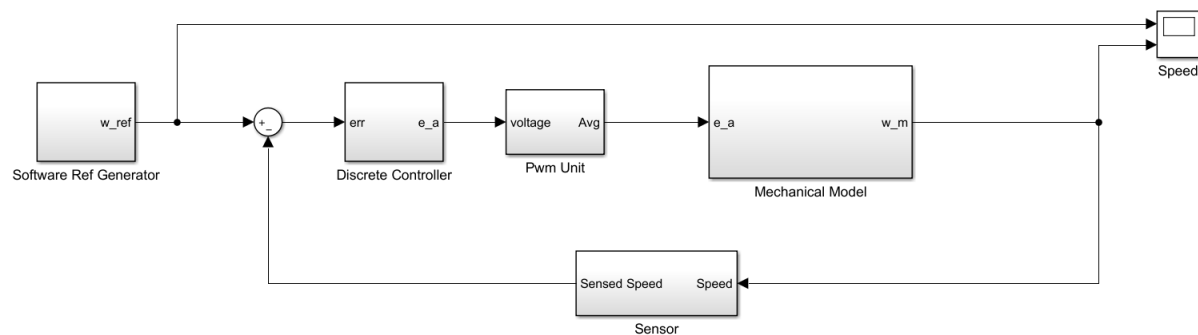 Speed
w_ref
Software Ref Generator
+
_
err
e_a
Discrete Controller
voltage
Avg
Pwm Unit
e_a
w_m
Mechanical Model
Sensed Speed
Speed
Sensor